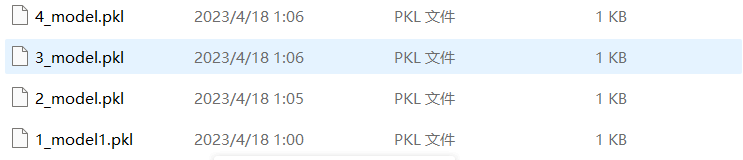 4_model.pkl 2023/4/18 1:06 PKL 文件 1 KB
3_model.pkl 2023/4/18 1:06 PKL 文件 1 KB
2_model.pkl 2023/4/18 1:05 PKL 文件 1 KB
1_model1.pkl 2023/4/18 1:00 PKL 文件 1 KB